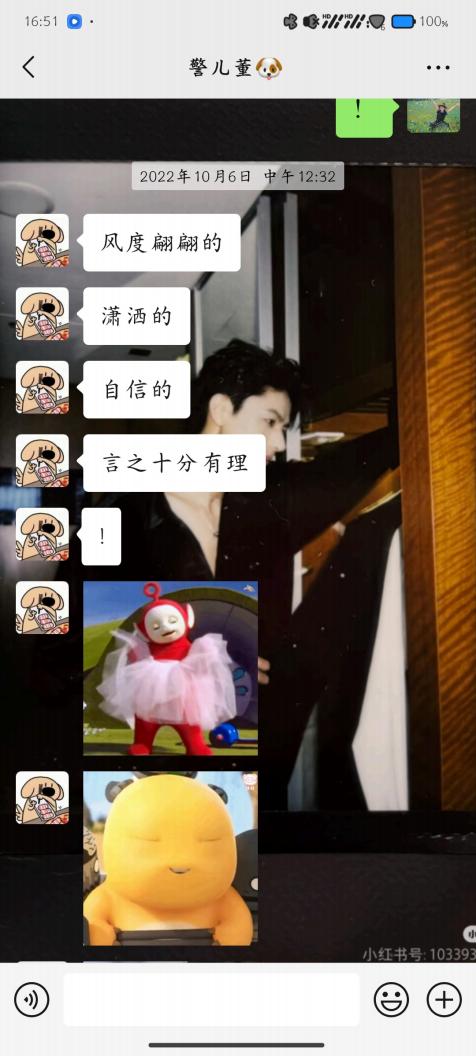 16:51
100%
警儿董
2022年10月6日 中午12:32
风度翩翩的
潇洒的
自信的
言之十分有理
！
小红书号: 103393